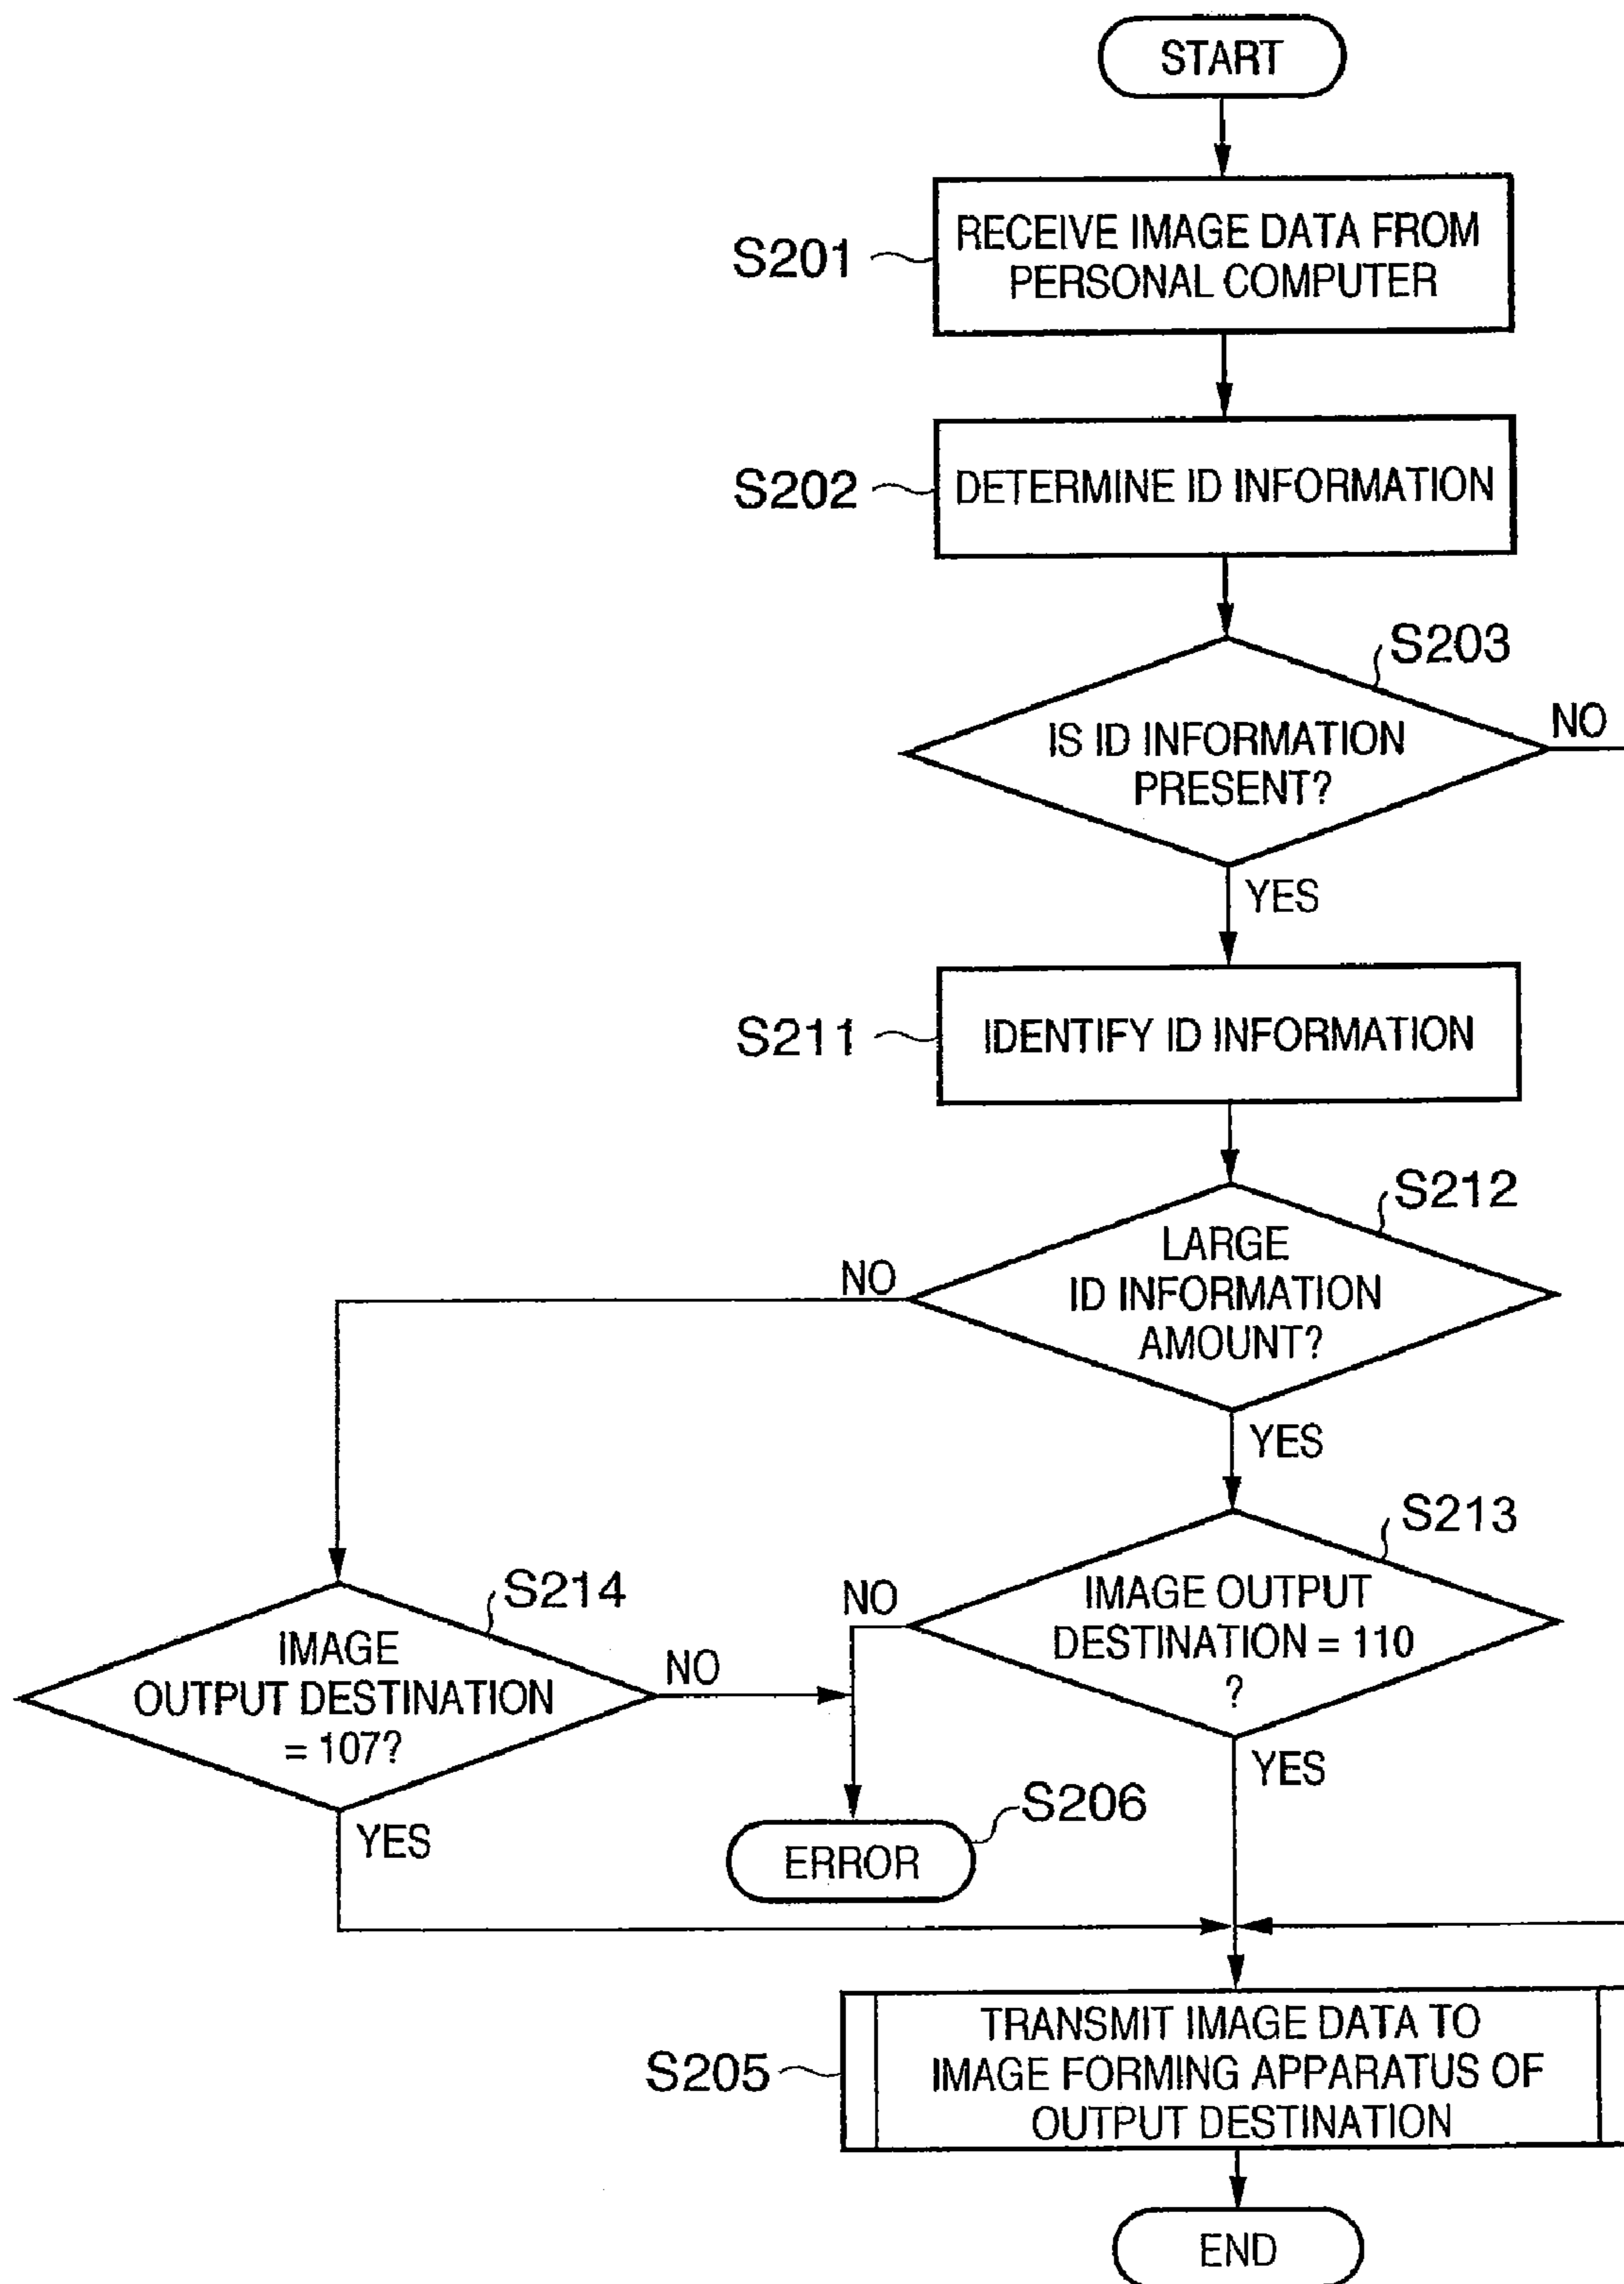 START
S201
RECEIVE IMAGE DATA FROM
PERSONAL COMPUTER
S202
DETERMINE ID INFORMATION
S203
IS ID INFORMATION
PRESENT?
NO
YES
S211
IDENTIFY ID INFORMATION
S212
LARGE
ID INFORMATION
AMOUNT?
NO
YES
S213
IMAGE OUTPUT
DESTINATION = 110
?
NO
YES
S214
IMAGE
OUTPUT DESTINATION
= 107?
NO
YES
S206
ERROR
S205
TRANSMIT IMAGE DATA TO
IMAGE FORMING APPARATUS OF
OUTPUT DESTINATION
END